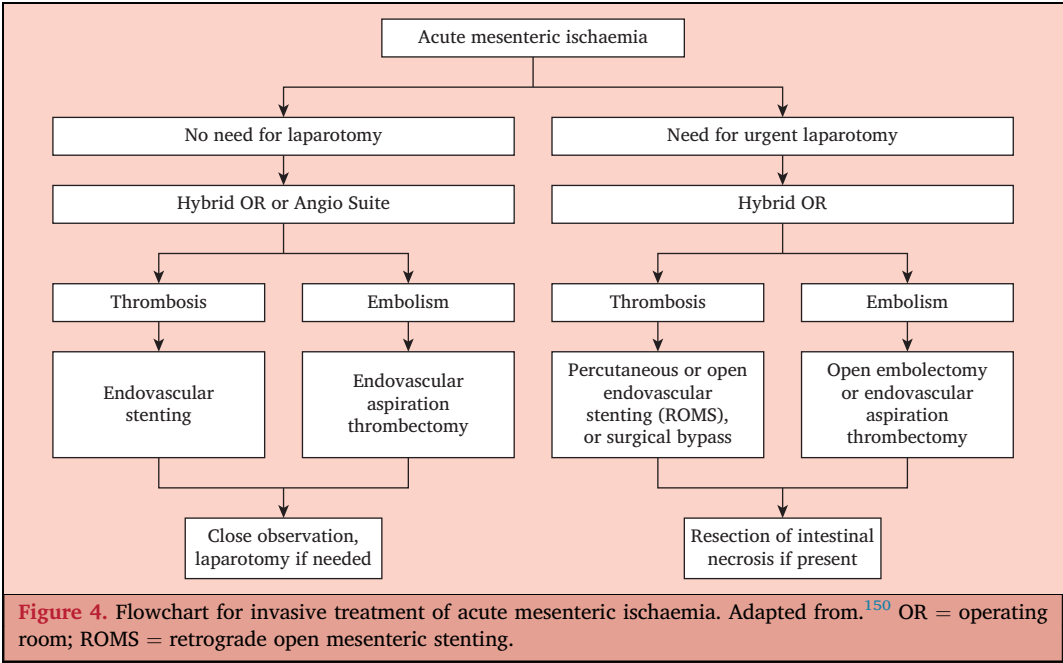 Acute mesenteric ischaemia
No need for laparotomy
Need for urgent laparotomy
Hybrid OR or Angio Suite
Hybrid OR
Thrombosis
Embolism
Thrombosis
Embolism
Endovascular
stenting
Endovascular
aspiration
thrombectomy
Percutaneous or open
endovascular
stenting (ROMS),
or surgical bypass
Open embolectomy
or endovascular
aspiration
thrombectomy
Close observation,
laparotomy if needed
Resection of intestinal
necrosis if present
Figure 4. Flowchart for invasive treatment of acute mesenteric ischaemia. Adapted from.150 OR = operating
room; ROMS = retrograde open mesenteric stenting.